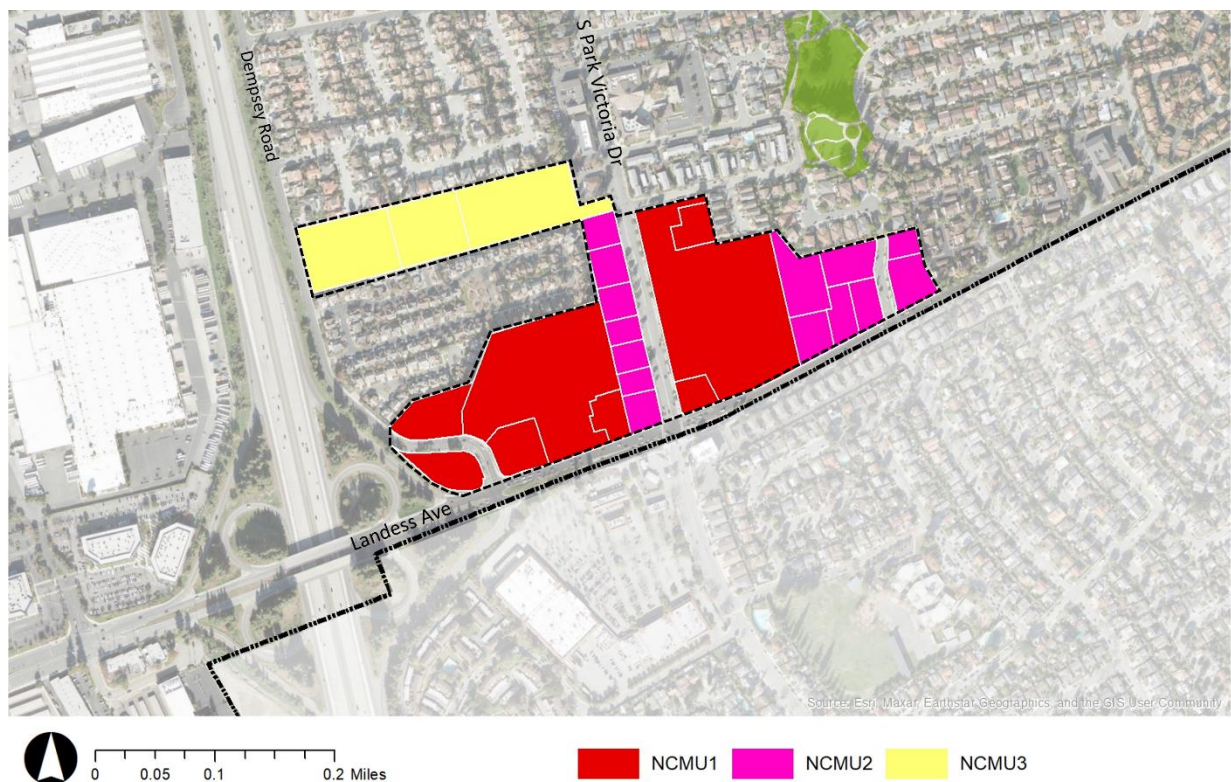 Dempsey Road
S Park Victoria Dr
Landess Ave
Source: Esri, Maxar, Earthstar Geographics, and the GIS User Community
0 0.05 0.1 0.2 Miles
NCMU1 NCMU2 NCMU3